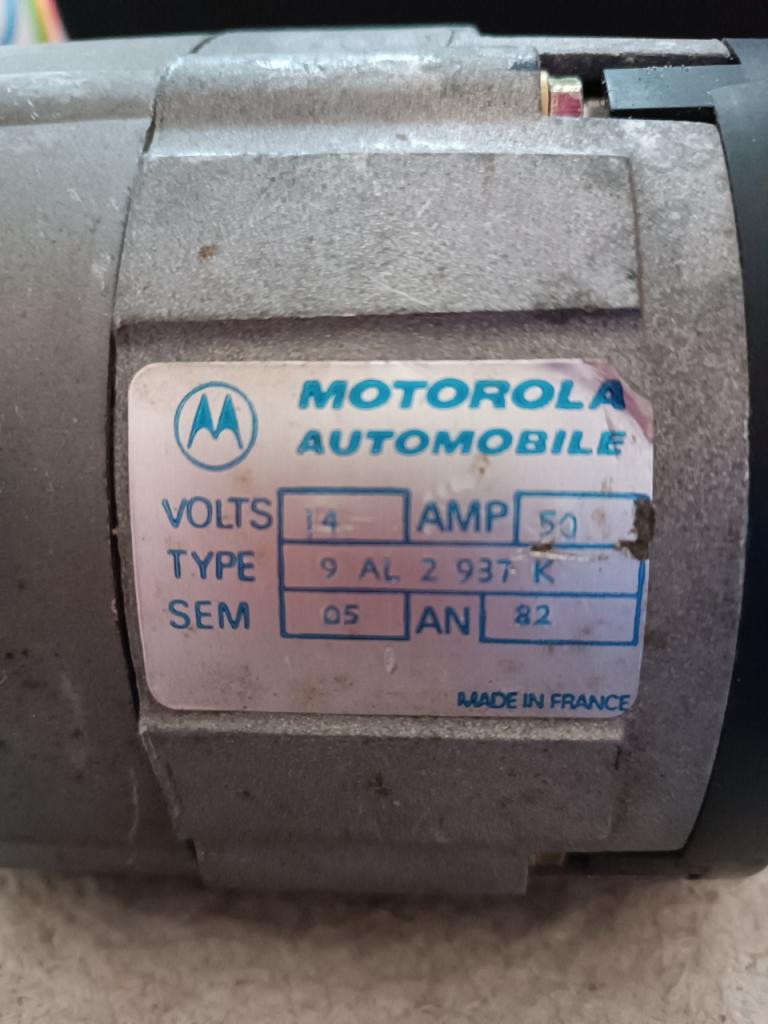 MOTOROLA
AUTOMOBILE
VOLTS 14 AMP 50
TYPE 9 AL 2 937 K
SEM 05 AN 82
MADE IN FRANCE